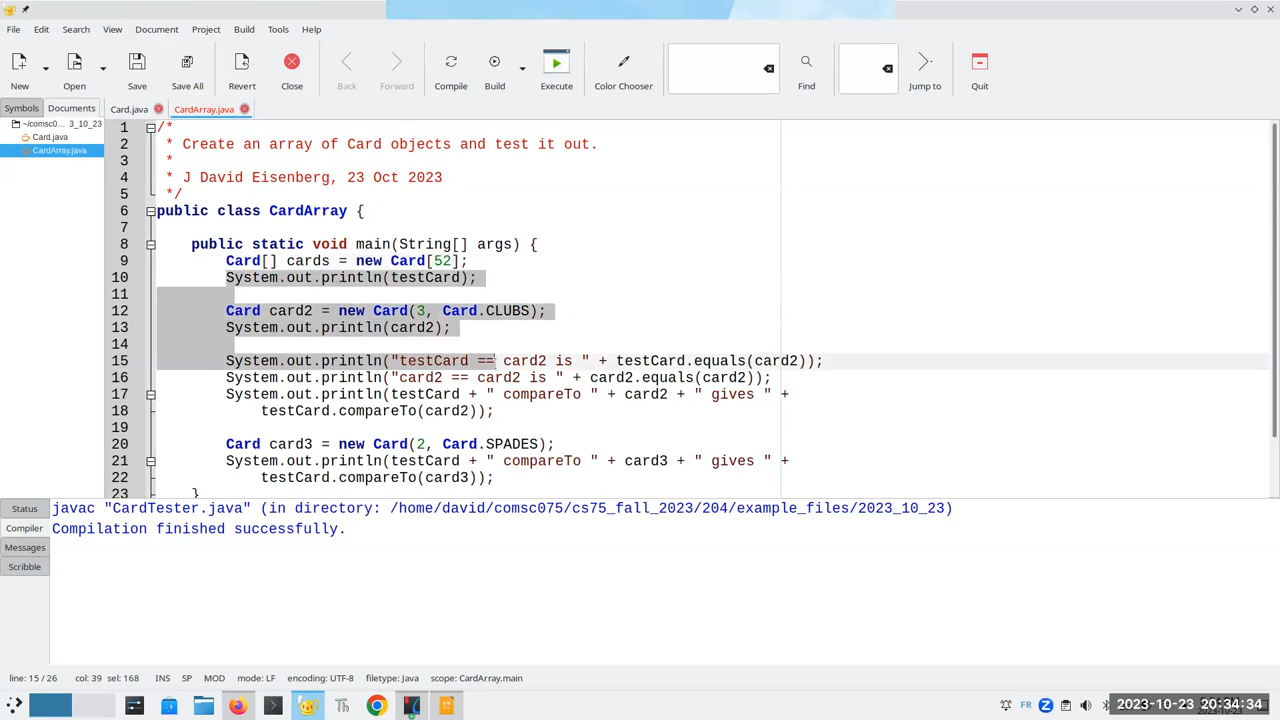 File Edit Search View Document Project Build Tools Help
New Open Save Save All Revert Close Back Forward Compile Build Execute Color Chooser Find Jump to Quit
Symbols Documents Card.java CardArray.java
~/comsc0... 3_10_23
Card.java
CardArray.java
1 /*
2 * Create an array of Card objects and test it out.
3 *
4 * J David Eisenberg, 23 Oct 2023
5 */
6 public class CardArray {
7
8 public static void main(String[] args) {
9 Card[] cards = new Card[52];
10 System.out.println(testCard);
11
12 Card card2 = new Card(3, Card.CLUBS);
13 System.out.println(card2);
14
15 System.out.println("testCard == card2 is " + testCard.equals(card2));
16 System.out.println("card2 == card2 is " + card2.equals(card2));
17 System.out.println(testCard + " compareTo " + card2 + " gives " +
18 testCard.compareTo(card2));
19
20 Card card3 = new Card(2, Card.SPADES);
21 System.out.println(testCard + " compareTo " + card3 + " gives " +
22 testCard.compareTo(card3));
23 }
Status
Compiler
Messages
Scribble
javac "CardTester.java" (in directory: /home/david/comsc075/cs75_fall_2023/204/example_files/2023_10_23)
Compilation finished successfully.
line: 15 / 26 col: 39 sel: 168 INS SP MOD mode: LF encoding: UTF-8 filetype: Java scope: CardArray.main
FR
2023-10-23 20:34:34